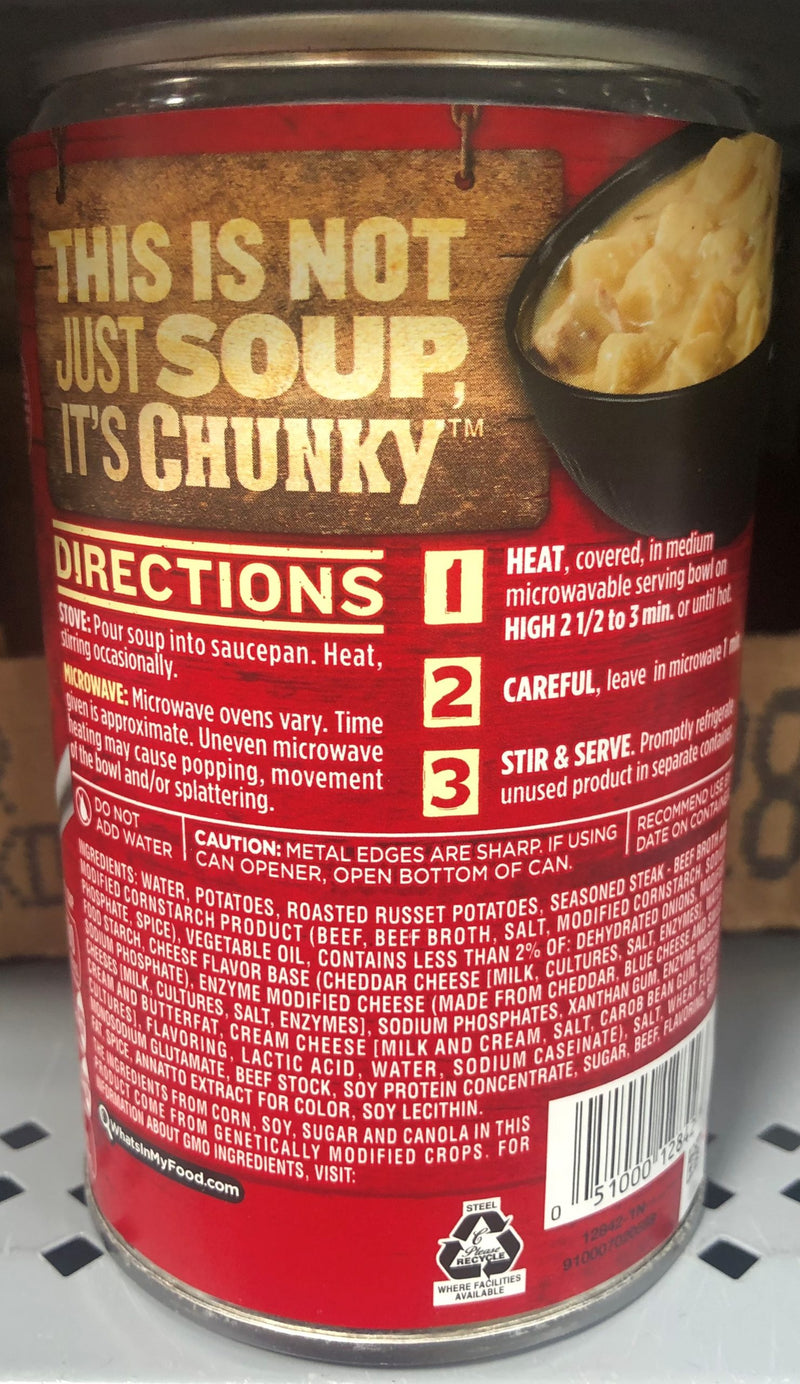 THIS IS NOT
JUST SOUP,
IT'S CHUNKY™
DIRECTIONS
STOVE: Pour soup into saucepan. Heat,
stirring occasionally.
MICROWAVE: Microwave ovens vary. Time
given is approximate. Uneven microwave
heating may cause popping, movement
of the bowl and/or splattering.
1
HEAT, covered, in medium
microwavable serving bowl on
HIGH 2 1/2 to 3 min. or until hot.
2
CAREFUL, leave in microwave 1 min
3
STIR & SERVE. Promptly refrigerate
unused product in separate container.
DO NOT
ADD WATER
CAUTION: METAL EDGES ARE SHARP. IF USING
CAN OPENER, OPEN BOTTOM OF CAN.
RECOMMEND USE BY
DATE ON CONTAINER
INGREDIENTS: WATER, POTATOES, ROASTED RUSSET POTATOES, SEASONED STEAK - BEEF BROTH AND
MODIFIED CORNSTARCH PRODUCT (BEEF, BEEF BROTH, SALT, MODIFIED CORNSTARCH, SODIUM
PHOSPHATE, SPICE), VEGETABLE OIL, CONTAINS LESS THAN 2% OF: DEHYDRATED ONIONS, MODIFIED
FOOD STARCH, CHEESE FLAVOR BASE (CHEDDAR CHEESE [MILK, CULTURES, SALT, ENZYMES],
SODIUM PHOSPHATE), ENZYME MODIFIED CHEESE (MADE FROM CHEDDAR, BLUE CHEESE AND
CHEESES [MILK, CULTURES, SALT, ENZYMES], SODIUM PHOSPHATES, XANTHAN GUM, ENZYME MODIFIED
CREAM AND BUTTERFAT, CREAM CHEESE [MILK AND CREAM, SALT, CAROB BEAN GUM,
CULTURES], FLAVORING, LACTIC ACID, WATER, SODIUM CASEINATE), SALT, WHEAT
MONOSODIUM GLUTAMATE, BEEF STOCK, SOY PROTEIN CONCENTRATE, SUGAR, BEEF, FLAVORING,
SPICE, ANNATTO EXTRACT FOR COLOR, SOY LECITHIN.
INGREDIENTS FROM CORN, SOY, SUGAR AND CANOLA IN THIS
PRODUCT COME FROM GENETICALLY MODIFIED CROPS. FOR
INFORMATION ABOUT GMO INGREDIENTS, VISIT:
WhatsInMyFood.com
0 51000 12842
12842-1N
STEEL
Please
RECYCLE
WHERE FACILITIES
AVAILABLE